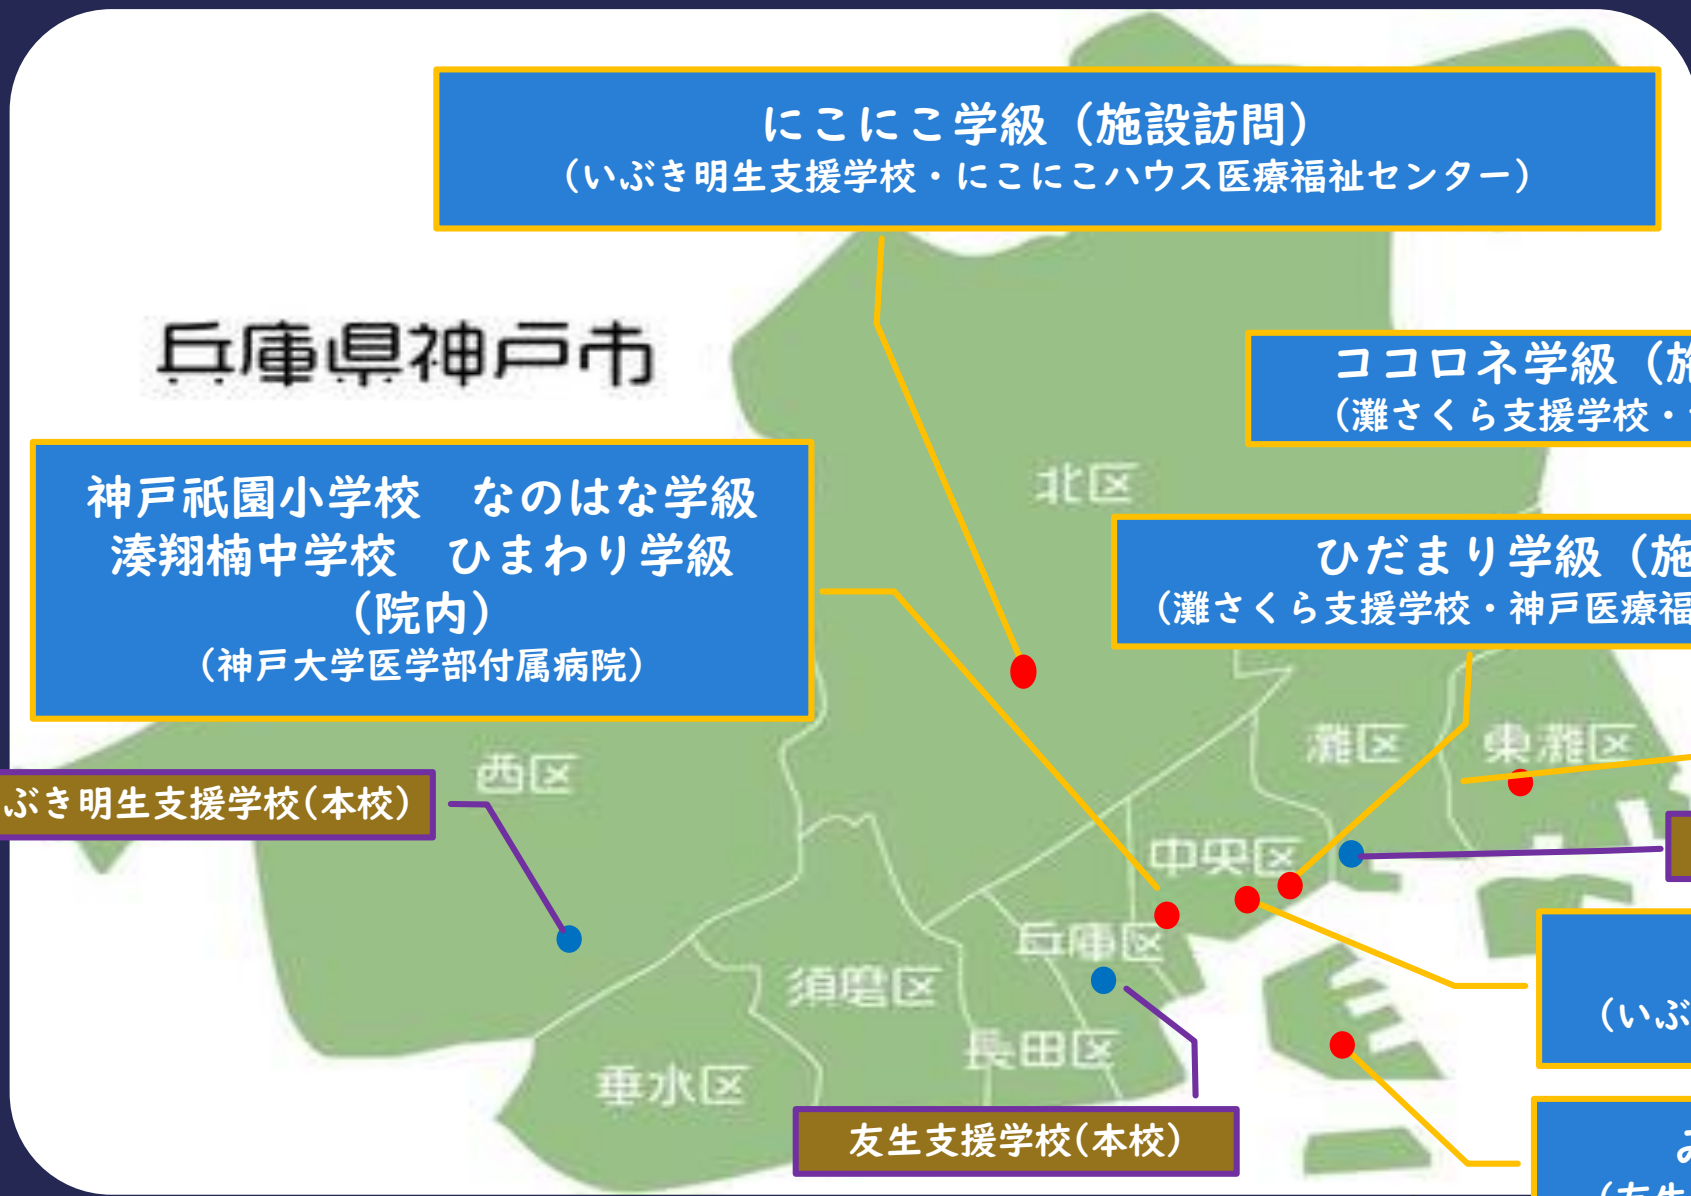 にこにこ学級（施設訪問）
（いぶき明生支援学校・にこにこハウス医療福祉センター）
兵庫県神戸市
ココロネ学級（施
（灘さくら支援学校・
神戸祇園小学校　なのはな学級
湊翔楠中学校　ひまわり学級
（院内）
（神戸大学医学部付属病院）
北区
ひだまり学級（施
（灘さくら支援学校・神戸医療福
西区
灘区
東灘区
ぶき明生支援学校(本校)
中央区
兵庫区
須磨区
（いぶ
長田区
垂水区
友生支援学校(本校)
（友生